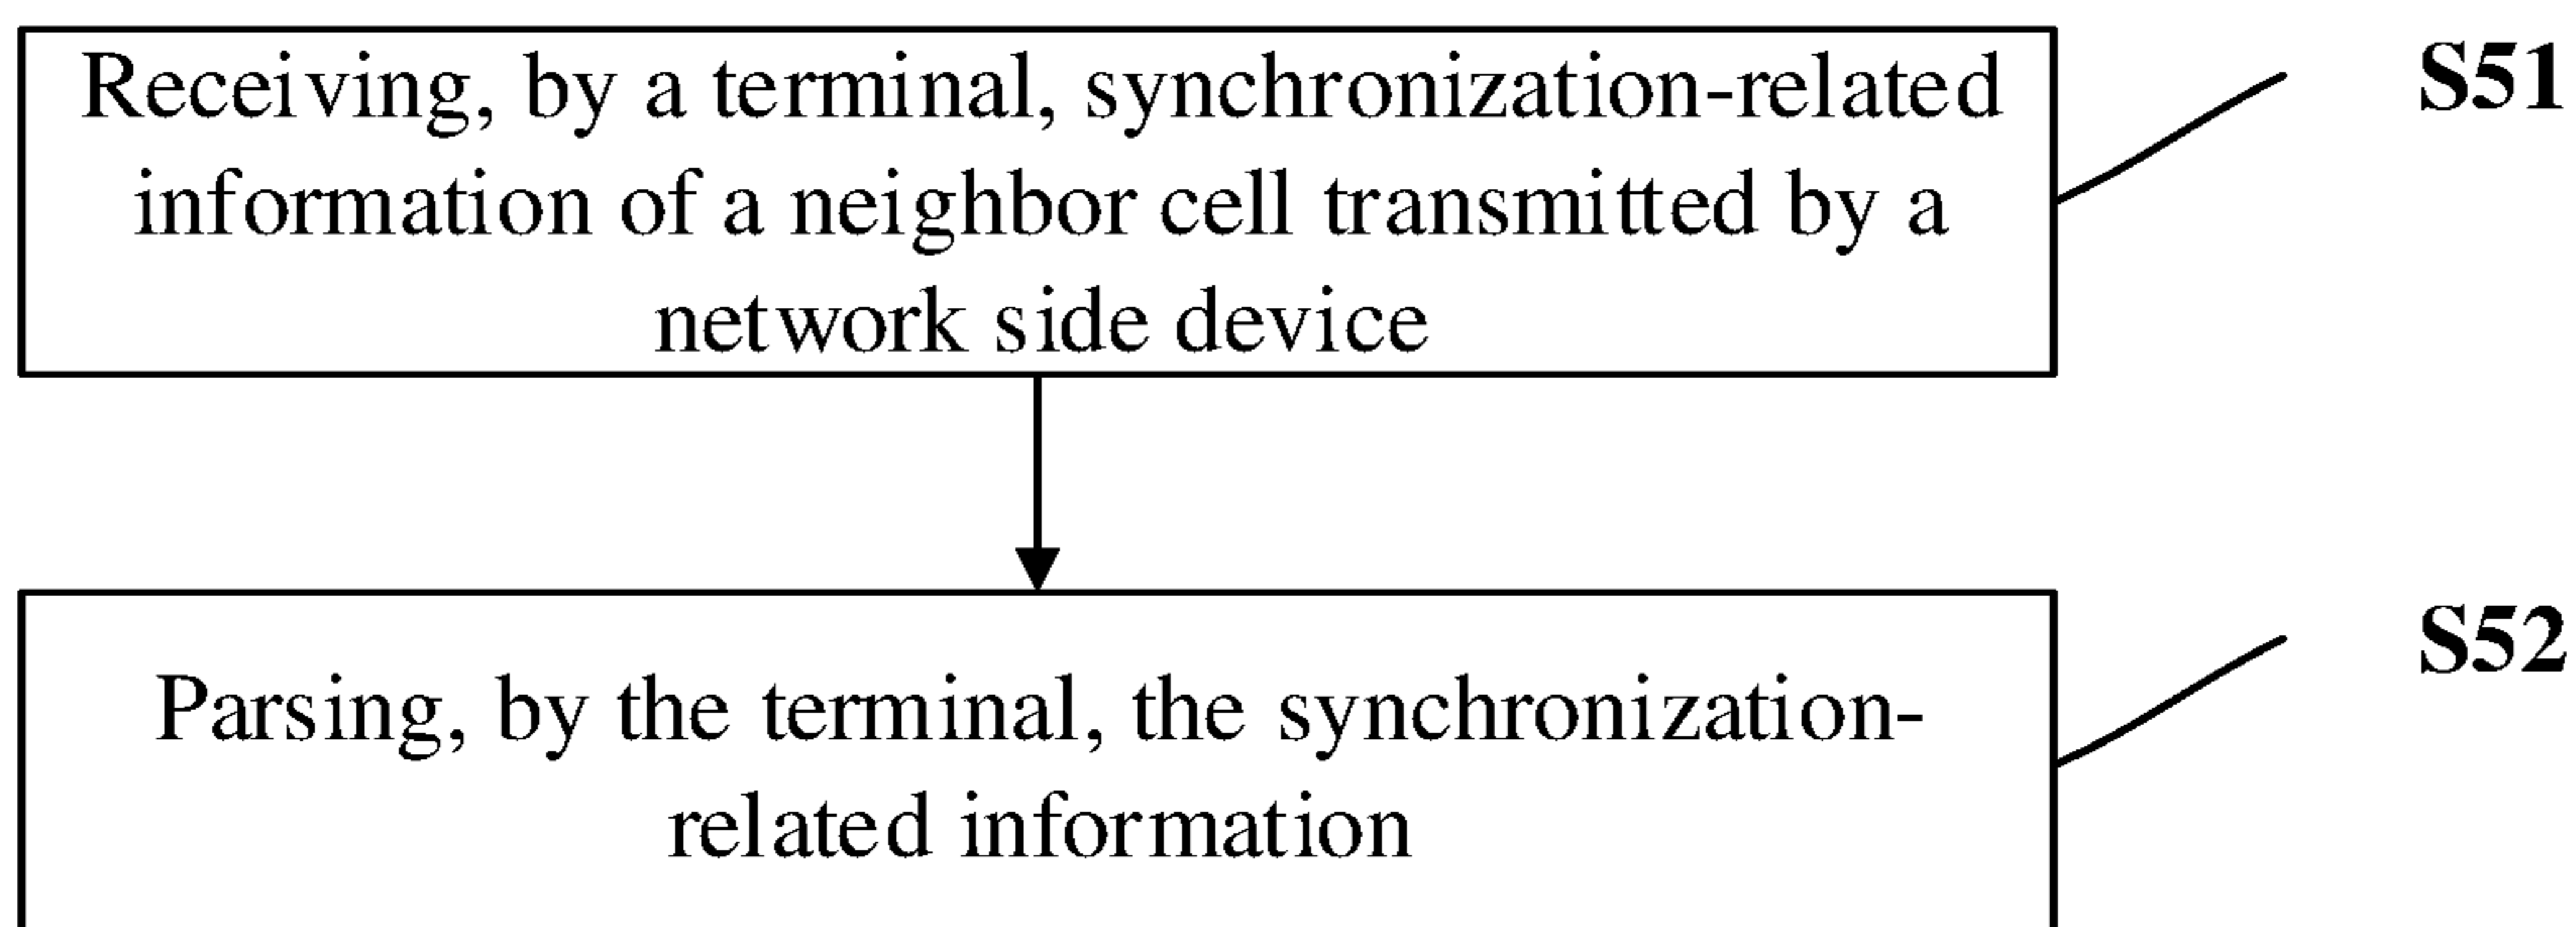 Receiving, by a terminal, synchronization-related
information of a neighbor cell transmitted by a
network side device
S51
Parsing, by the terminal, the synchronization-
related information
S52